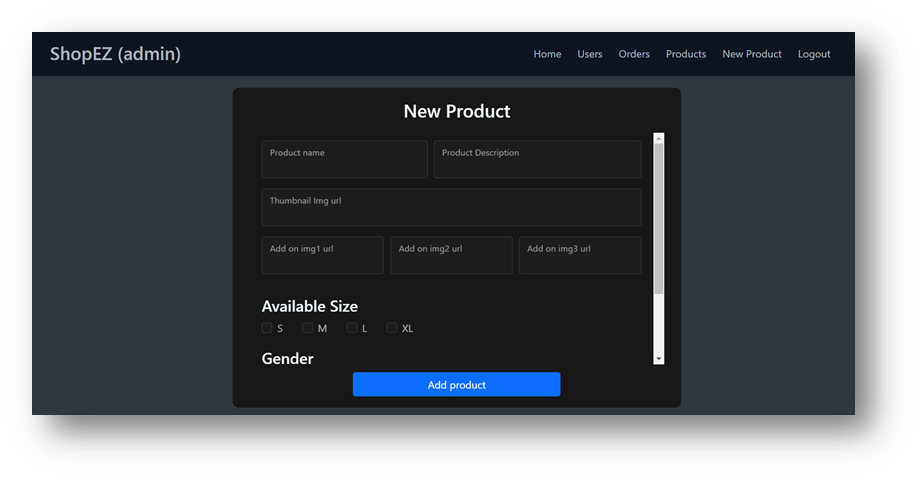 ShopEZ (admin) Home Users Orders Products New Product Logout
New Product
Product name Product Description
Thumbnail Img url
Add on img1 url Add on img2 url Add on img3 url
Available Size
S M L XL
Gender
Add product